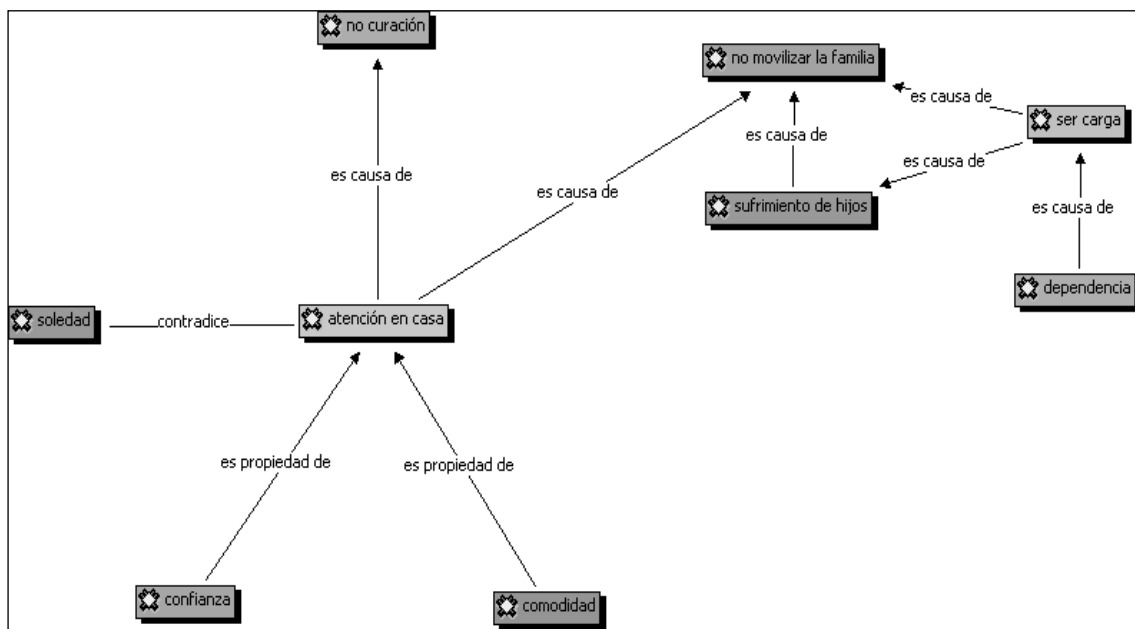 no curación
no movilizar la familia
es causa de
ser carga
es causa de
es causa de
es causa de
es causa de
sufrimiento de hijos
es causa de
dependencia
soledad
contradice
atención en casa
es propiedad de
es propiedad de
confianza
comodidad